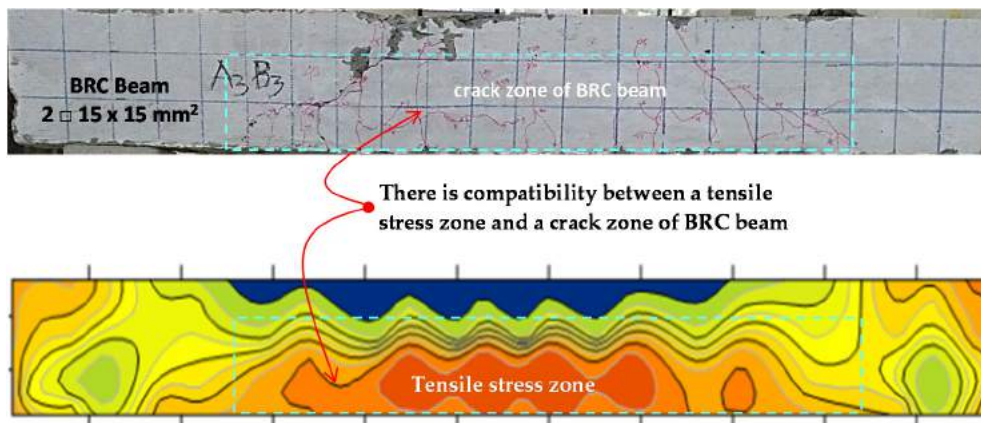 A3B3
BRC Beam
2 □ 15 x 15 mm²
crack zone of BRC beam
There is compatibility between a tensile
stress zone and a crack zone of BRC beam
Tensile stress zone